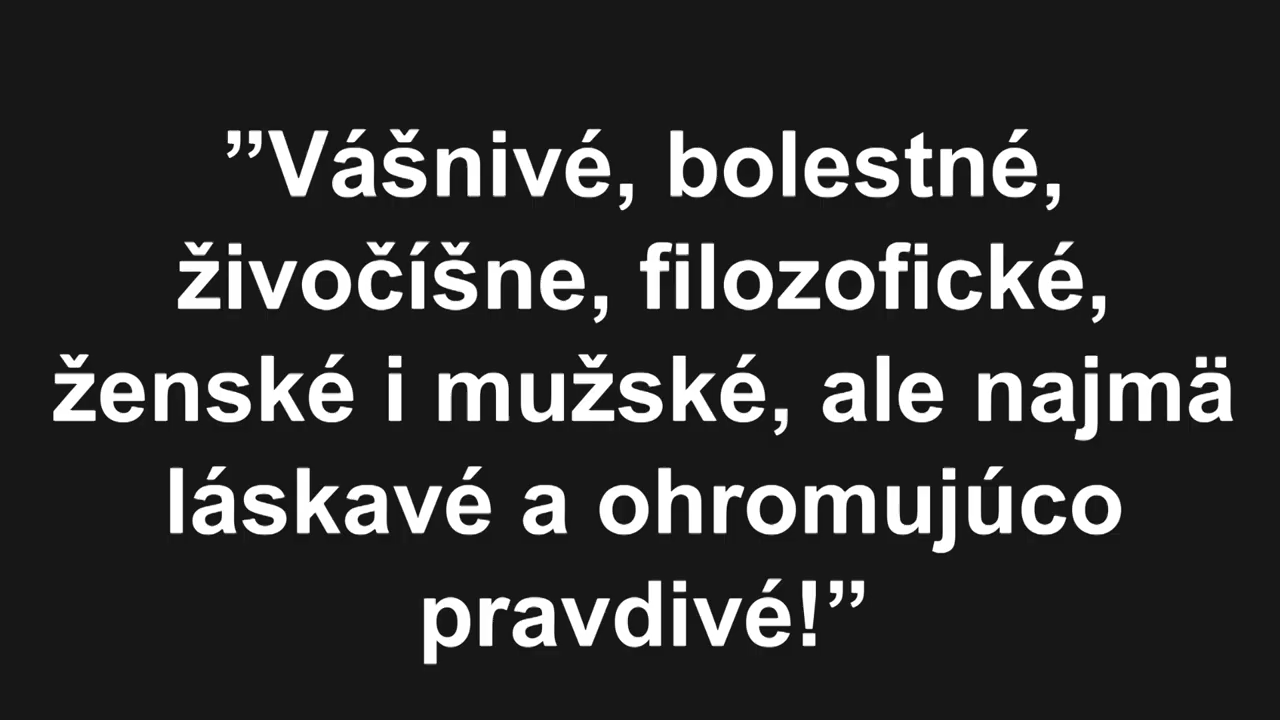 ”Vášnivé, bolestné,
živočíšne, filozofické,
ženské i mužské, ale najmä
láskavé a ohromujúco
pravdivé!”